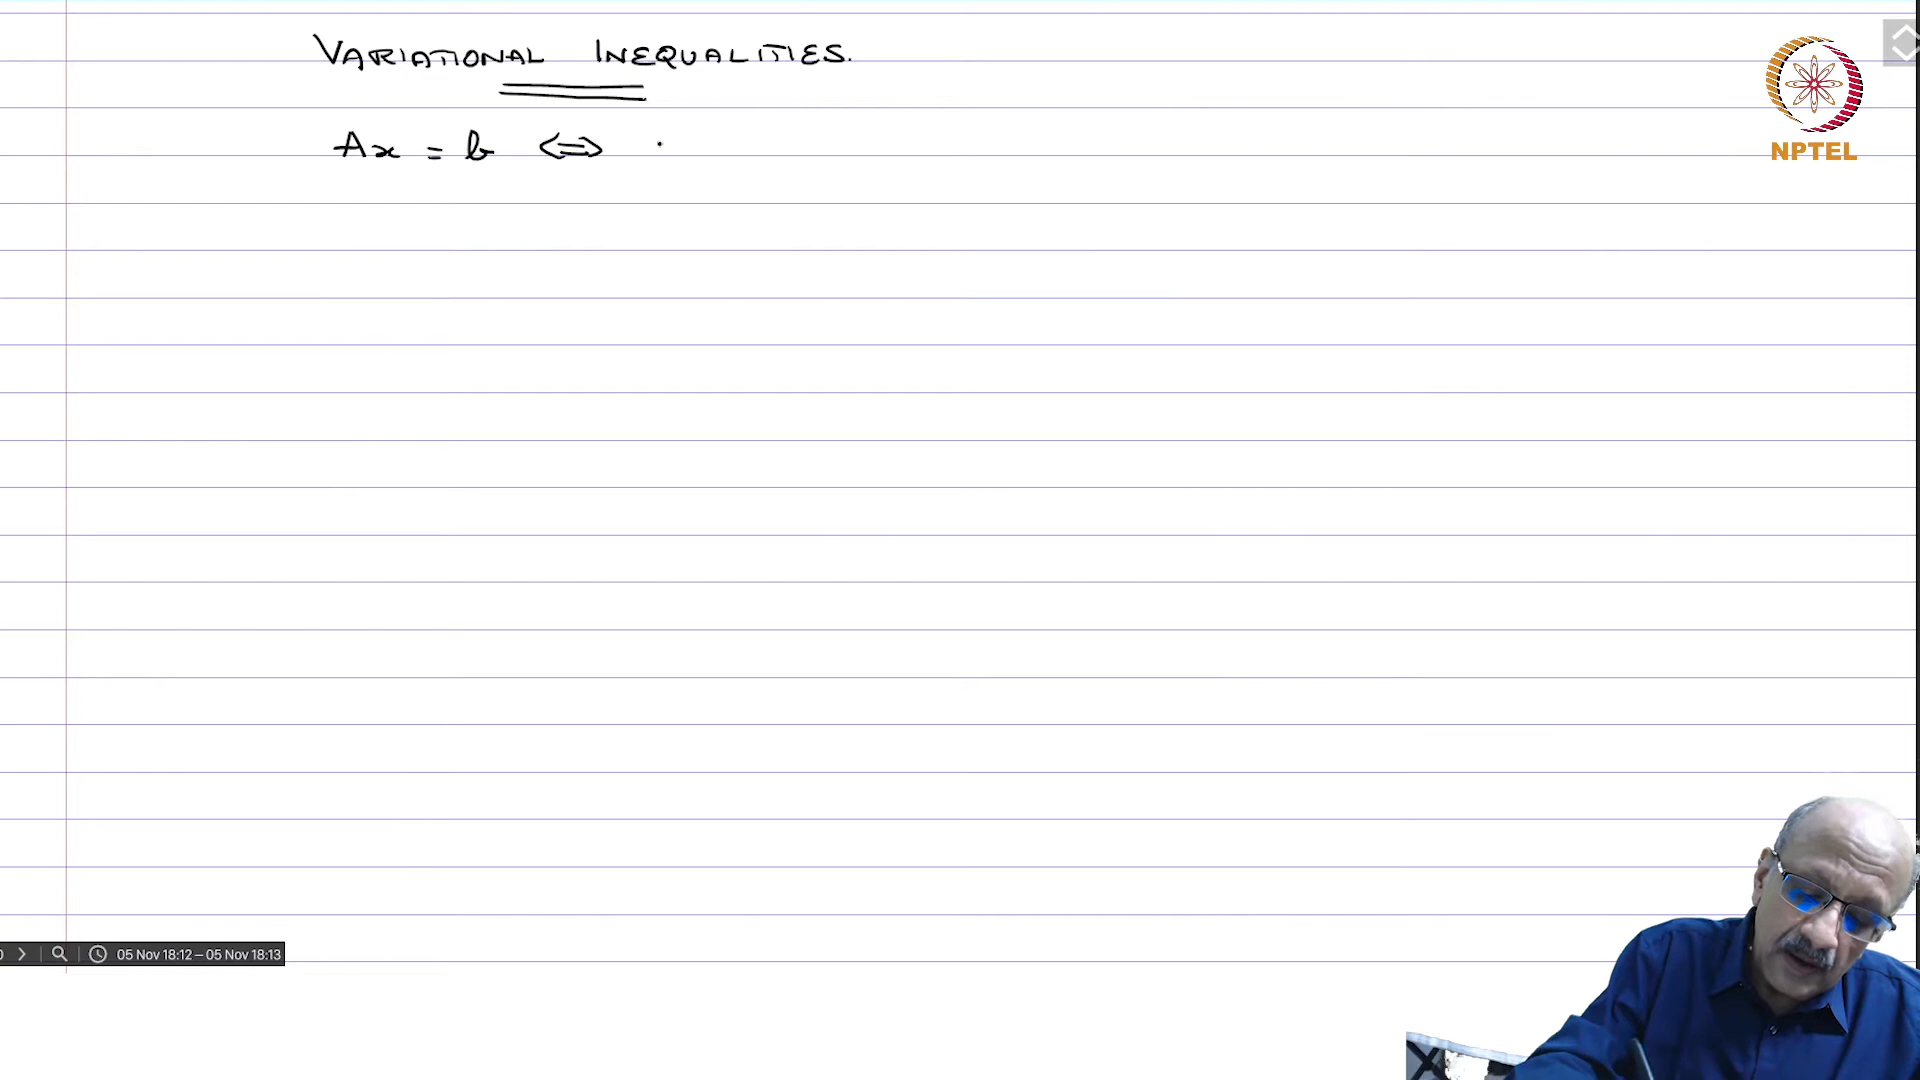 VARIATIONAL INEQUALITIES.
Ax = b ⇔
NPTEL
05 Nov 18:12 – 05 Nov 18:13